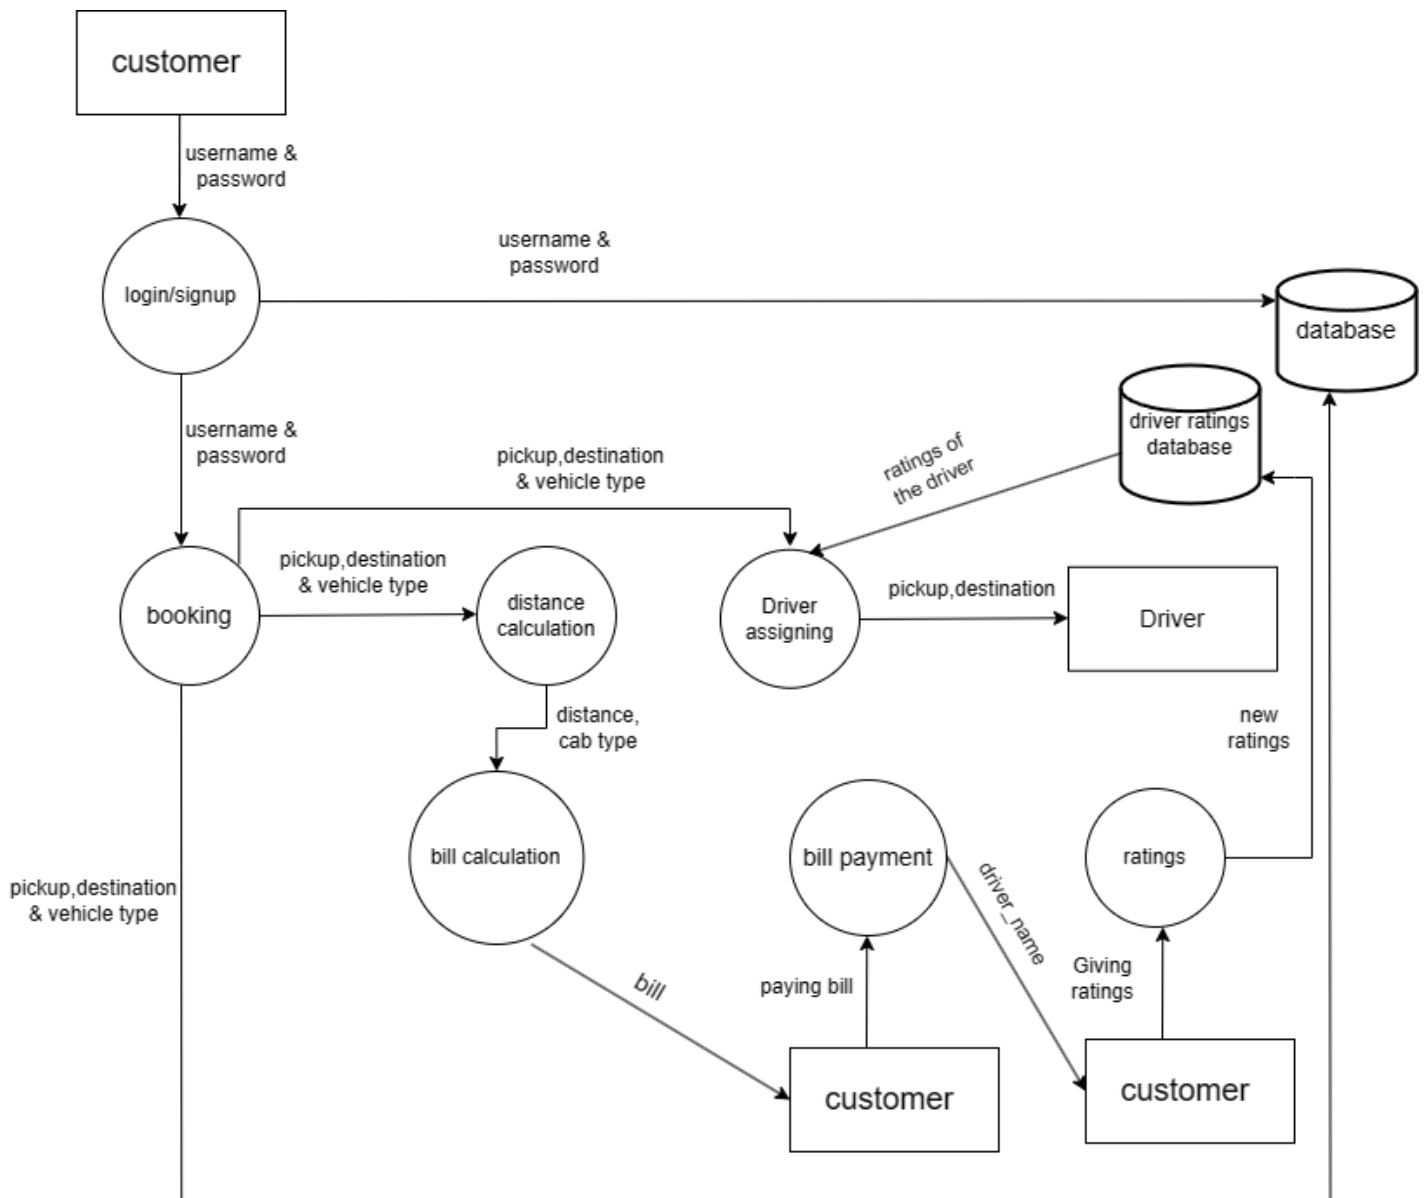 customer
username &
password
username &
password
login/signup
database
driver ratings
database
username &
password
ratings of
the driver
pickup,destination
& vehicle type
pickup,destination
& vehicle type
booking
distance
calculation
Driver
assigning
pickup,destination
Driver
distance,
cab type
new
ratings
bill calculation
bill payment
ratings
pickup,destination
& vehicle type
driver_name
bill
paying bill
Giving
ratings
customer
customer